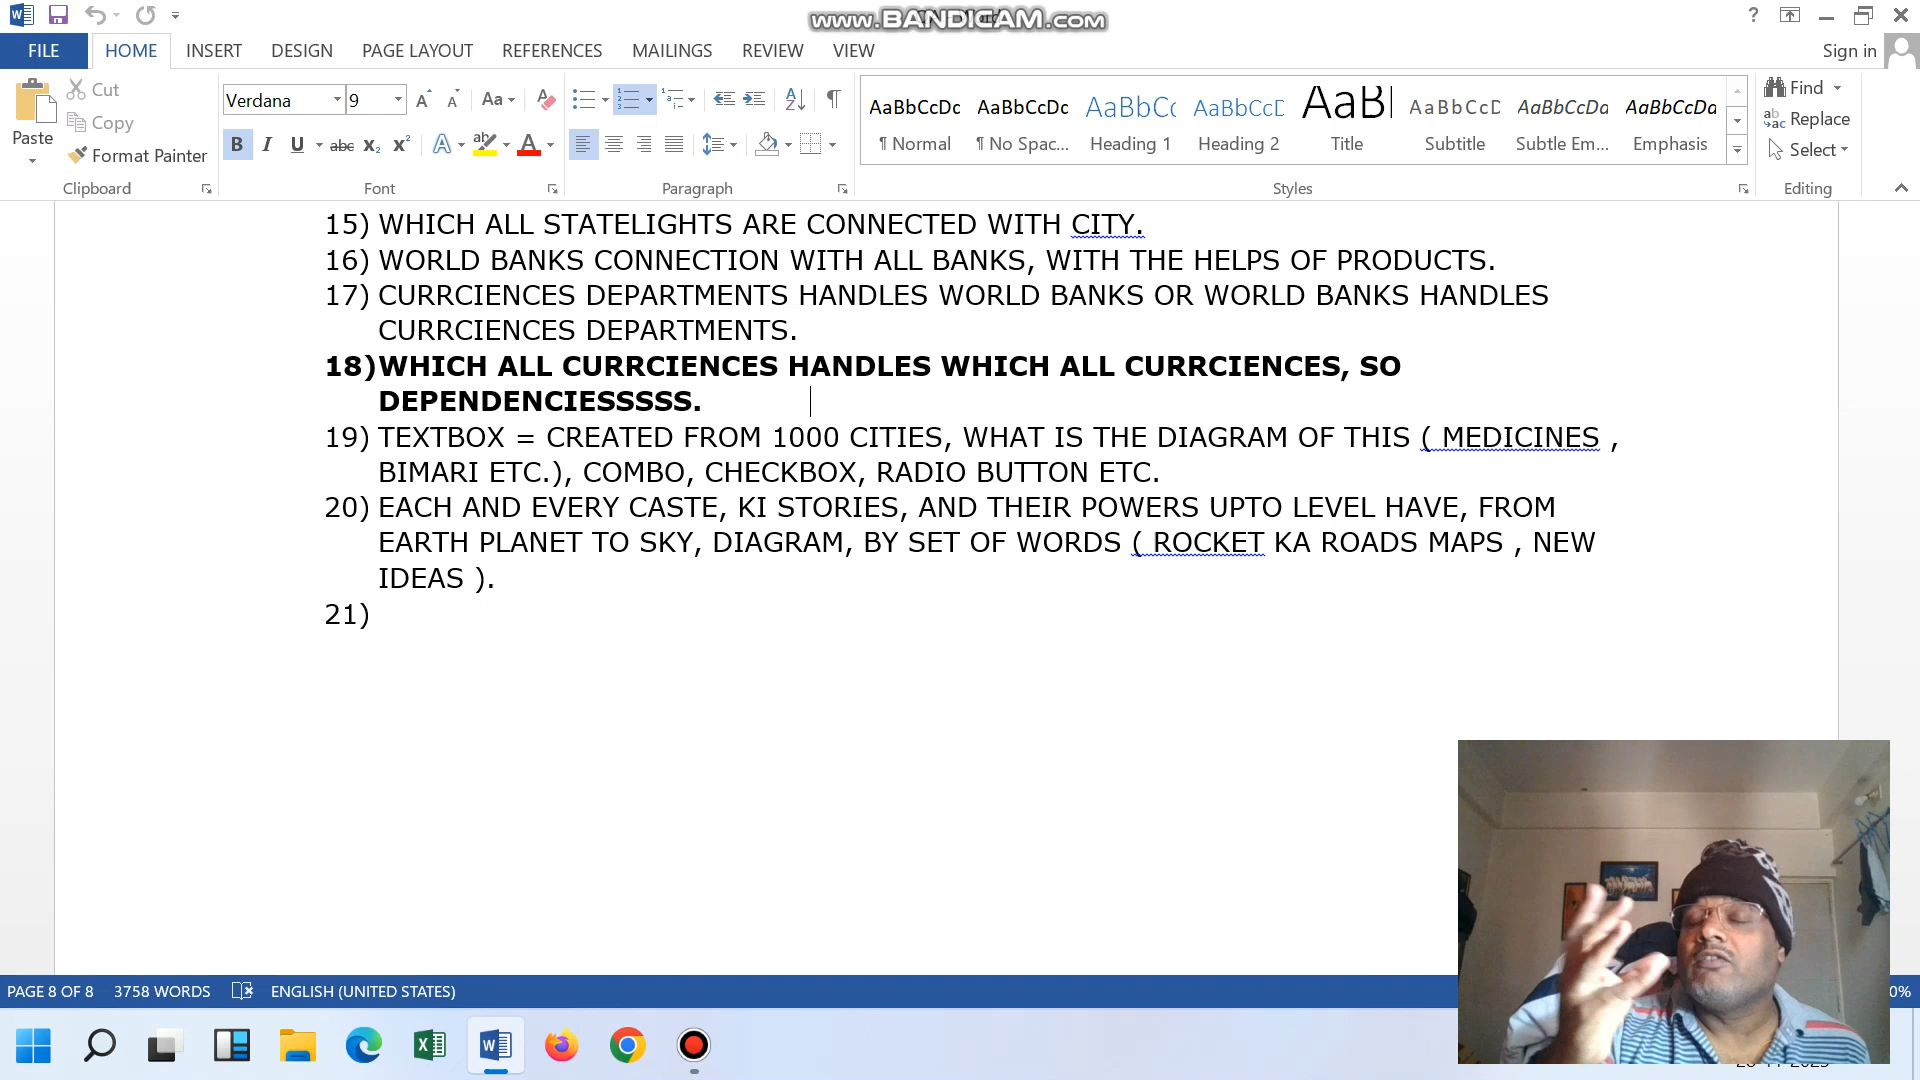 www.BANDICAM.com
FILE HOME INSERT DESIGN PAGE LAYOUT REFERENCES MAILINGS REVIEW VIEW Sign in
Paste Cut Copy Format Painter
Verdana 9
AaBbCcDc AaBbCcDc AaBbC AaBbCcD AaB AaBbCcD AaBbCcDa AaBbCcDa
¶ Normal ¶ No Spac... Heading 1 Heading 2 Title Subtitle Subtle Em... Emphasis
Find
Replace
Select
Clipboard Font Paragraph Styles Editing
15) WHICH ALL STATELIGHTS ARE CONNECTED WITH CITY.
16) WORLD BANKS CONNECTION WITH ALL BANKS, WITH THE HELPS OF PRODUCTS.
17) CURRCIENCES DEPARTMENTS HANDLES WORLD BANKS OR WORLD BANKS HANDLES
CURRCIENCES DEPARTMENTS.
18) WHICH ALL CURRCIENCES HANDLES WHICH ALL CURRCIENCES, SO
DEPENDENCIESSSSS.
19) TEXTBOX = CREATED FROM 1000 CITIES, WHAT IS THE DIAGRAM OF THIS ( MEDICINES ,
BIMARI ETC.), COMBO, CHECKBOX, RADIO BUTTON ETC.
20) EACH AND EVERY CASTE, KI STORIES, AND THEIR POWERS UPTO LEVEL HAVE, FROM
EARTH PLANET TO SKY, DIAGRAM, BY SET OF WORDS ( ROCKET KA ROADS MAPS , NEW
IDEAS ).
21)
PAGE 8 OF 8 3758 WORDS ENGLISH (UNITED STATES)